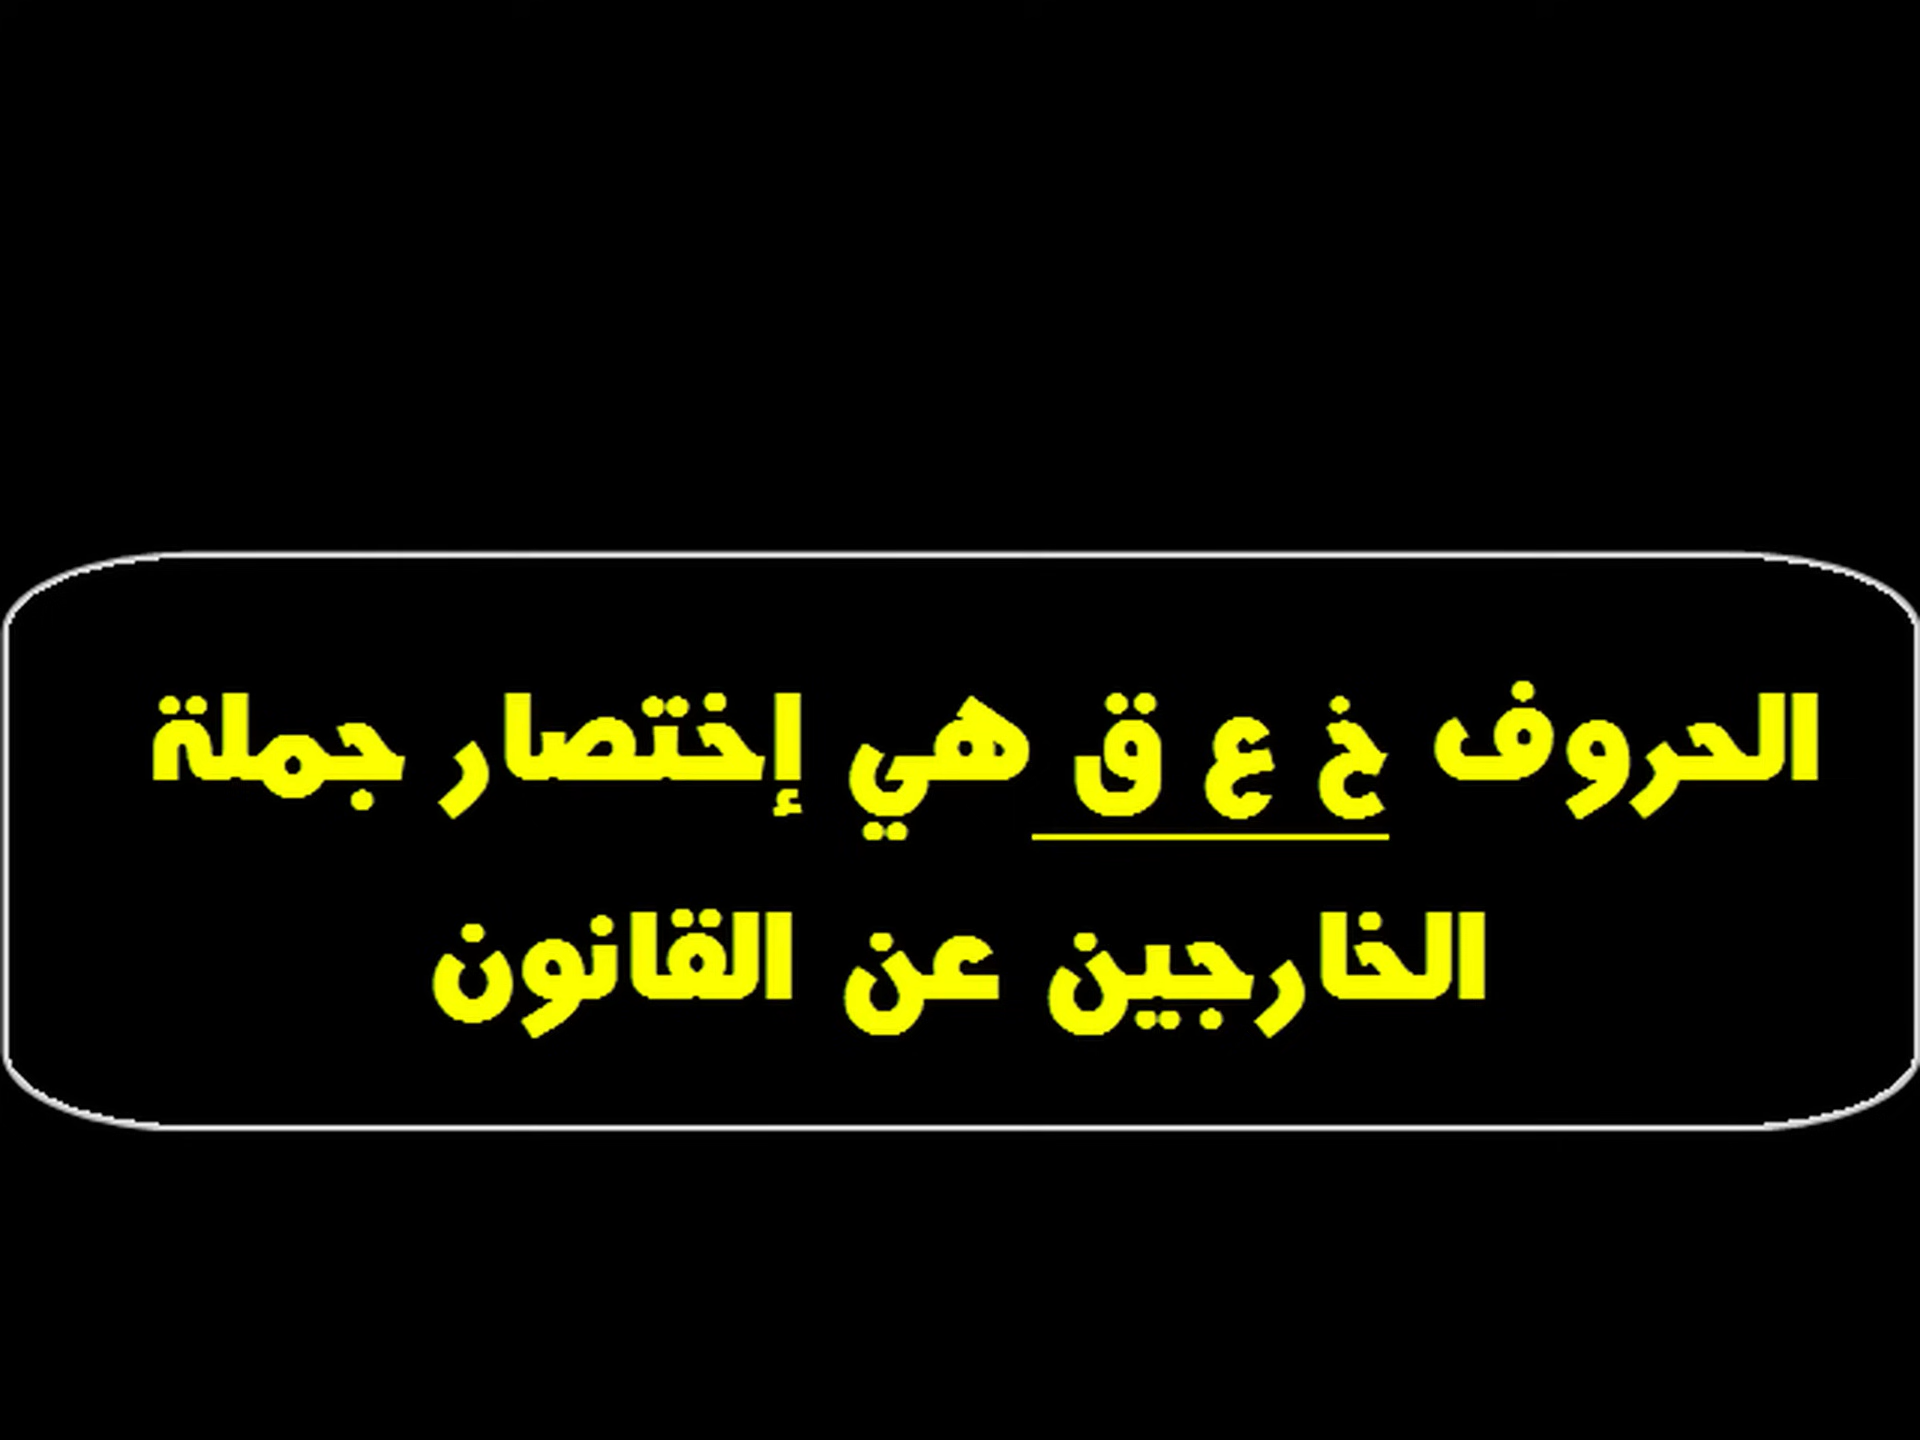 الحروف خ ع ق هي إختصار جملة
الخارجين عن القانون